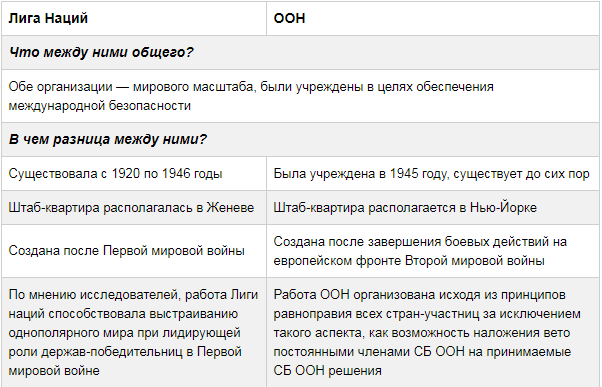 Лига Наций
ООН
Что между ними общего?
Обе организации — мирового масштаба, были учреждены в целях обеспечения
международной безопасности
В чем разница между ними?
Существовала с 1920 по 1946 годы
Была учреждена в 1945 году, существует до сих пор
Штаб-квартира располагалась в Женеве
Штаб-квартира располагается в Нью-Йорке
Создана после Первой мировой войны
Создана после завершения боевых действий на
европейском фронте Второй мировой войны
По мнению исследователей, работа Лиги
наций способствовала выстраиванию
однополярного мира при лидирующей
роли держав-победительниц в Первой
мировой войне
Работа ООН организована исходя из принципов
равноправия всех стран-участниц за исключением
такого аспекта, как возможность наложения вето
постоянными членами СБ ООН на принимаемые
СБ ООН решения